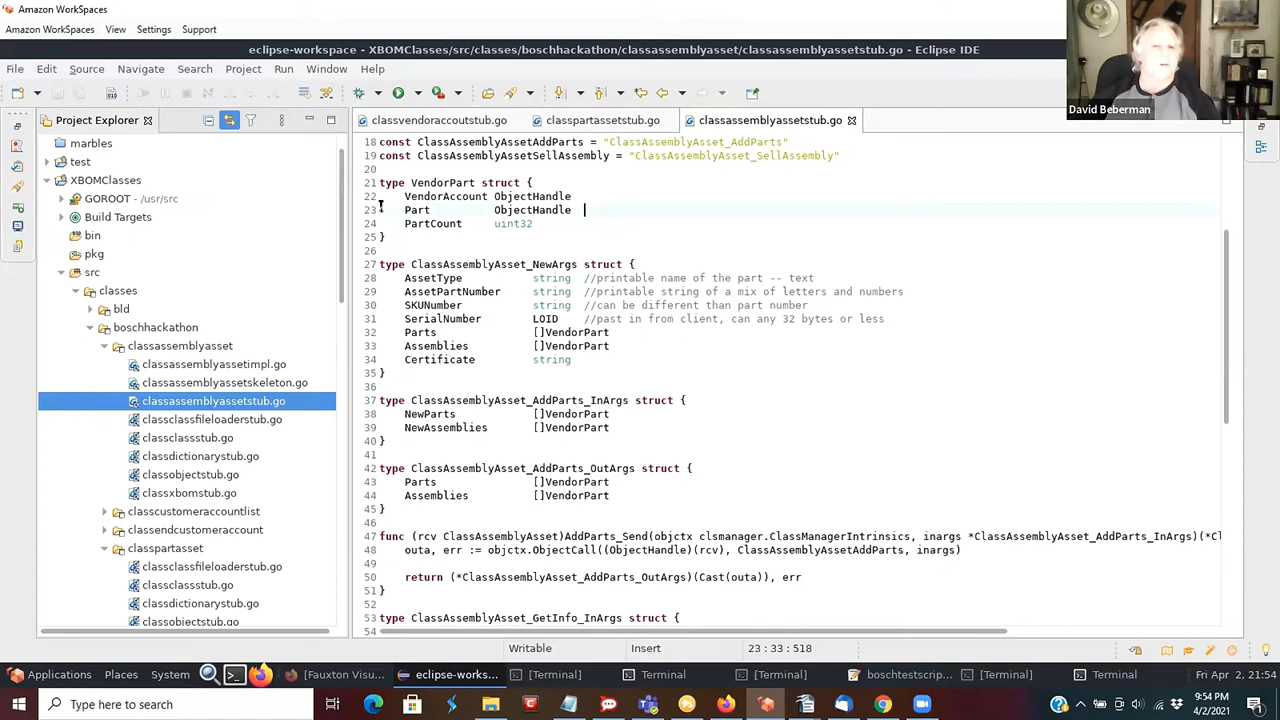 Amazon WorkSpaces
Amazon WorkSpaces View Settings Support
eclipse-workspace - XBOMClasses/src/classes/boschhackathon/classassemblyasset/classassemblyassetstub.go - Eclipse IDE
File Edit Source Navigate Search Project Run Window Help
David Beberman
Project Explorer
classvendorraccoutstub.go
classpartassetstub.go
classassemblyassetstub.go
marbles
test
XBOMClasses
GOROOT - /usr/src
Build Targets
bin
pkg
src
classes
bld
boschhackathon
classassemblyasset
classassemblyassetimpl.go
classassemblyassetskeleton.go
classassemblyassetstub.go
classclassfileloaderstub.go
classclassstub.go
classdictionarystub.go
classobjectstub.go
classxbomstub.go
classcustomeraccountlist
classendcustomeraccount
classpartasset
classclassfileloaderstub.go
classclassstub.go
classdictionarystub.go
classobjectstub.go
18 const ClassAssemblyAssetAddParts = "ClassAssemblyAsset_AddParts"
19 const ClassAssemblyAssetSellAssembly = "ClassAssemblyAsset_SellAssembly"
20
21 type VendorPart struct {
22 VendorAccount ObjectHandle
23 Part ObjectHandle
24 PartCount uint32
25 }
26
27 type ClassAssemblyAsset_NewArgs struct {
28 AssetType string //printable name of the part -- text
29 AssetPartNumber string //printable string of a mix of letters and numbers
30 SKUNumber string //can be different than part number
31 SerialNumber LOID //past in from client, can any 32 bytes or less
32 Parts []VendorPart
33 Assemblies []VendorPart
34 Certificate string
35 }
36
37 type ClassAssemblyAsset_AddParts_InArgs struct {
38 NewParts []VendorPart
39 NewAssemblies []VendorPart
40 }
41
42 type ClassAssemblyAsset_AddParts_OutArgs struct {
43 Parts []VendorPart
44 Assemblies []VendorPart
45 }
46
47 func (rcv ClassAssemblyAsset)AddParts_Send(objctx clsmanager.ClassManagerIntrinsics, inargs *ClassAssemblyAsset_AddParts_InArgs)(*Cl
48 outa, err := objctx.ObjectCall((ObjectHandle)(rcv), ClassAssemblyAssetAddParts, inargs)
49
50 return (*ClassAssemblyAsset_AddParts_OutArgs)(Cast(outa)), err
51 }
52
53 type ClassAssemblyAsset_GetInfo_InArgs struct {
54
Writable Insert 23 : 33 : 518
Applications Places System [Fauxton Visu... eclipse-works... [Terminal] Terminal [Terminal] boschtestscrip... [Terminal] Terminal Fri Apr 2, 21:54
Type here to search
9:54 PM
4/2/2021